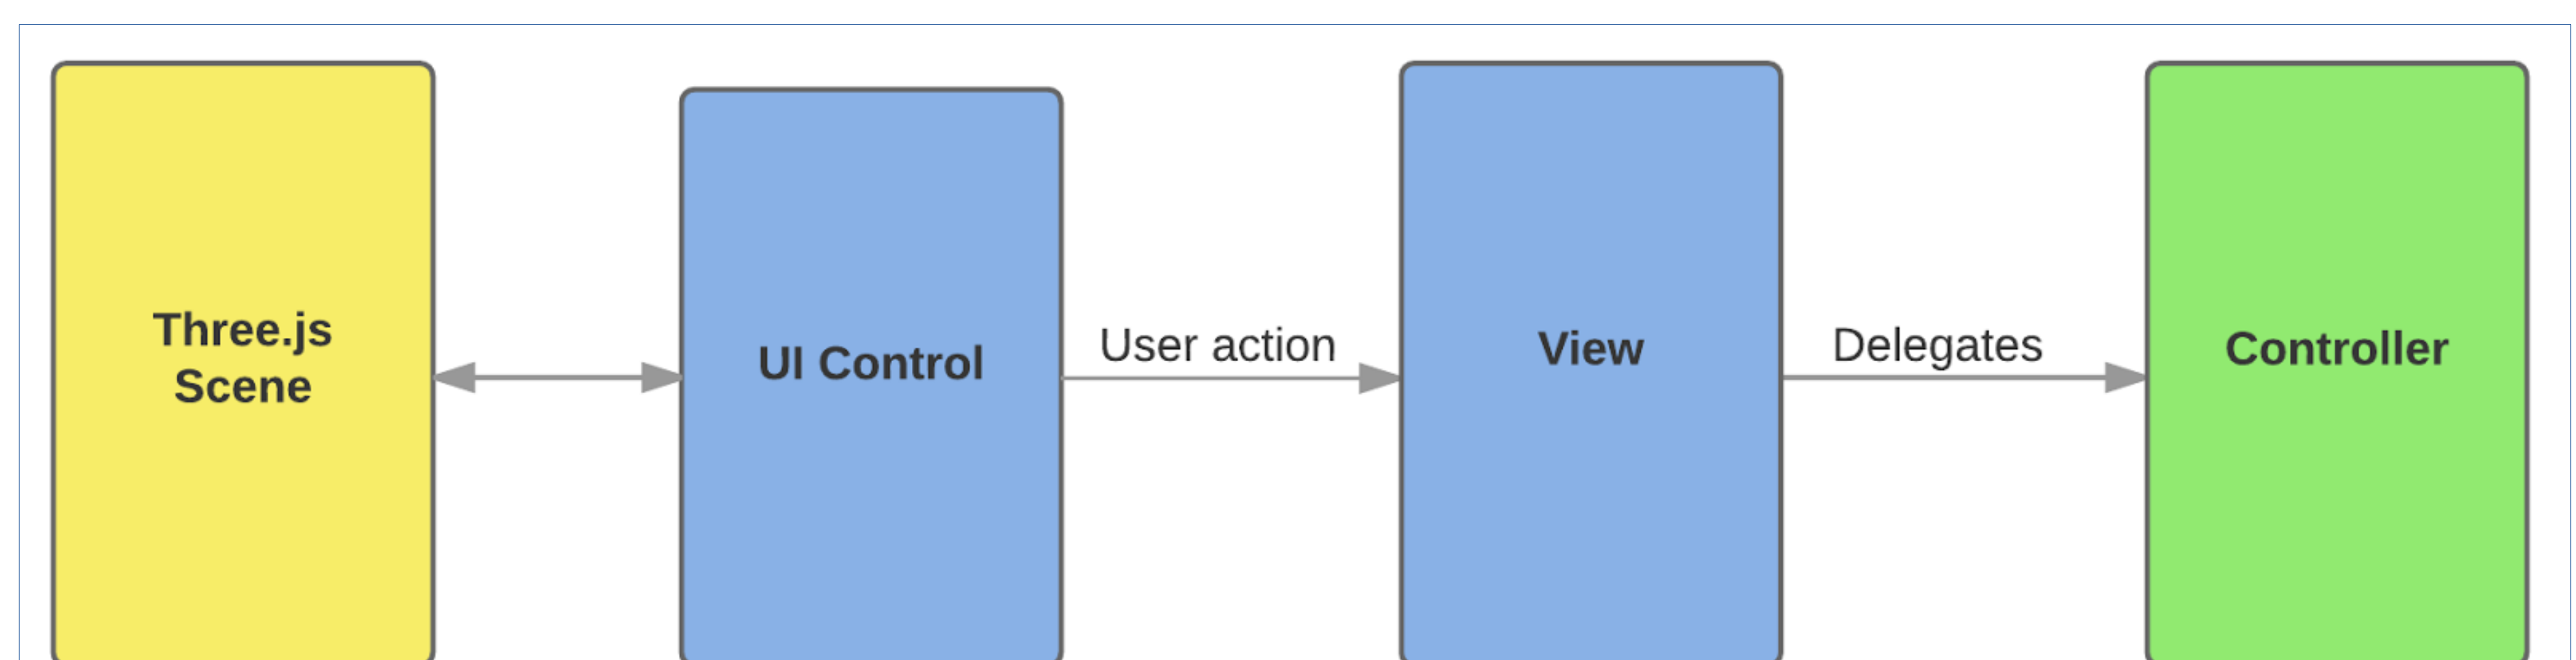 Three.js
Scene
UI Control
User action
View
Delegates
Controller